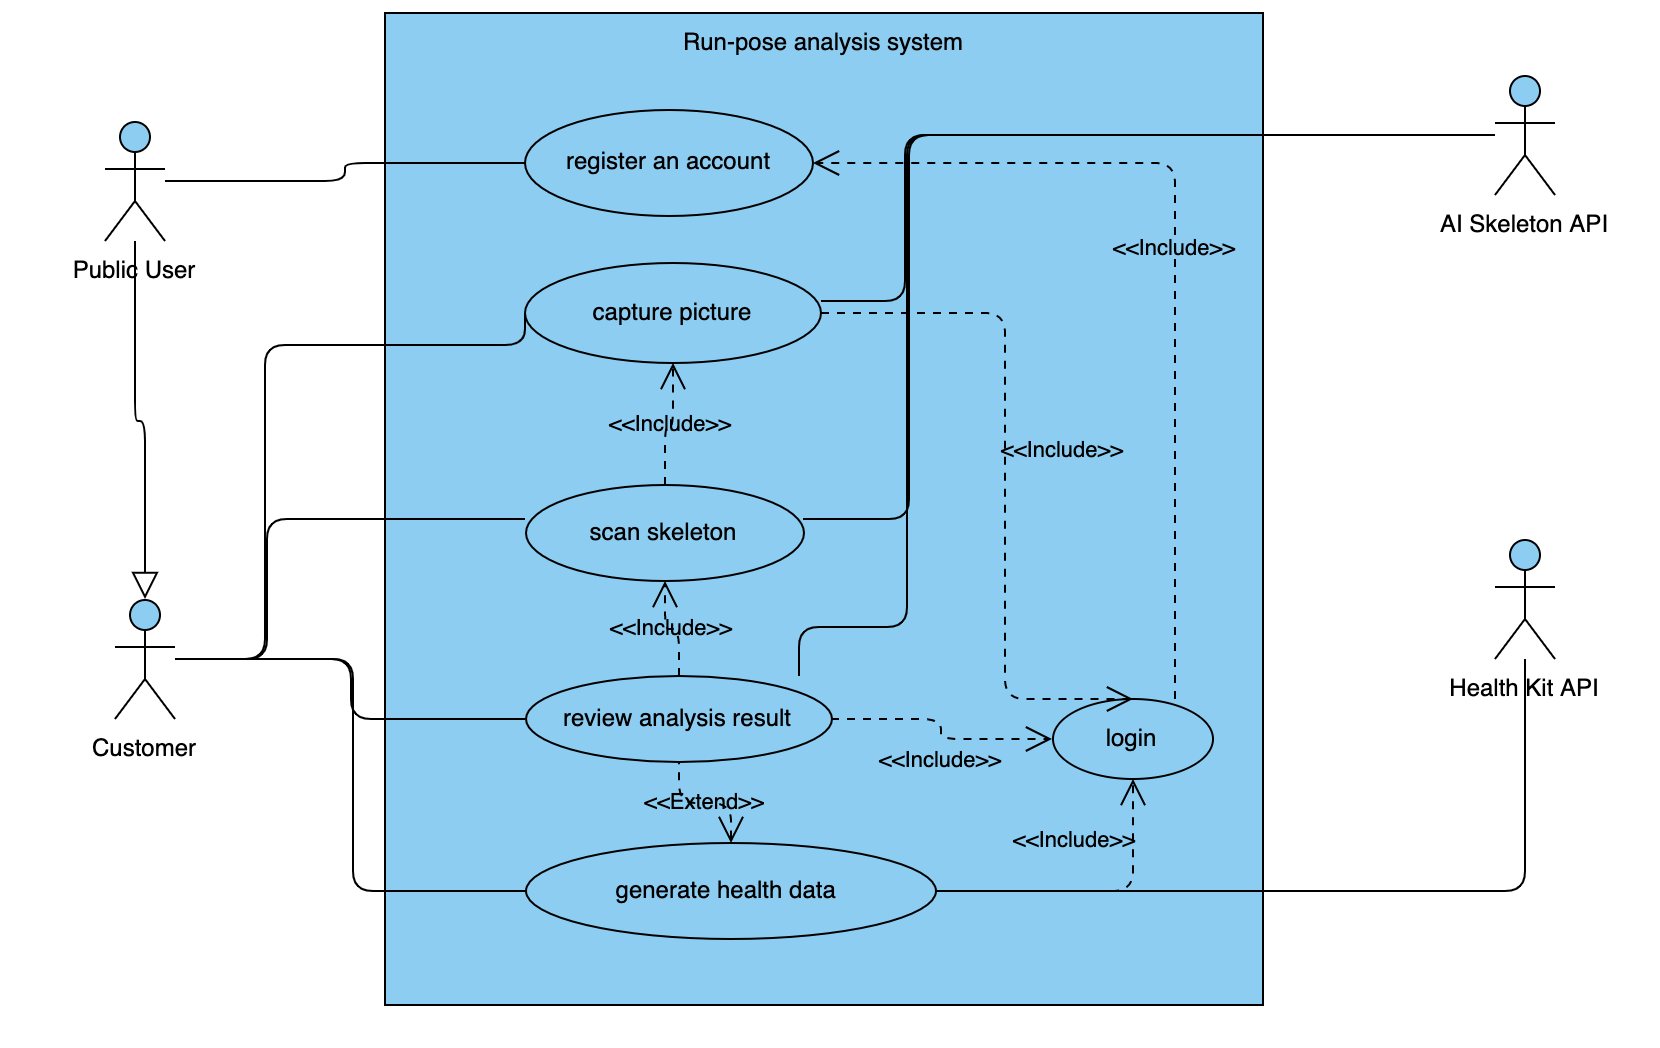 Run-pose analysis system
register an account
Public User
AI Skeleton API
<<Include>>
capture picture
<<Include>>
<<Include>>
scan skeleton
<<Include>>
Health Kit API
review analysis result
login
Customer
<<Include>>
<<Extend>>
<<Include>>
generate health data